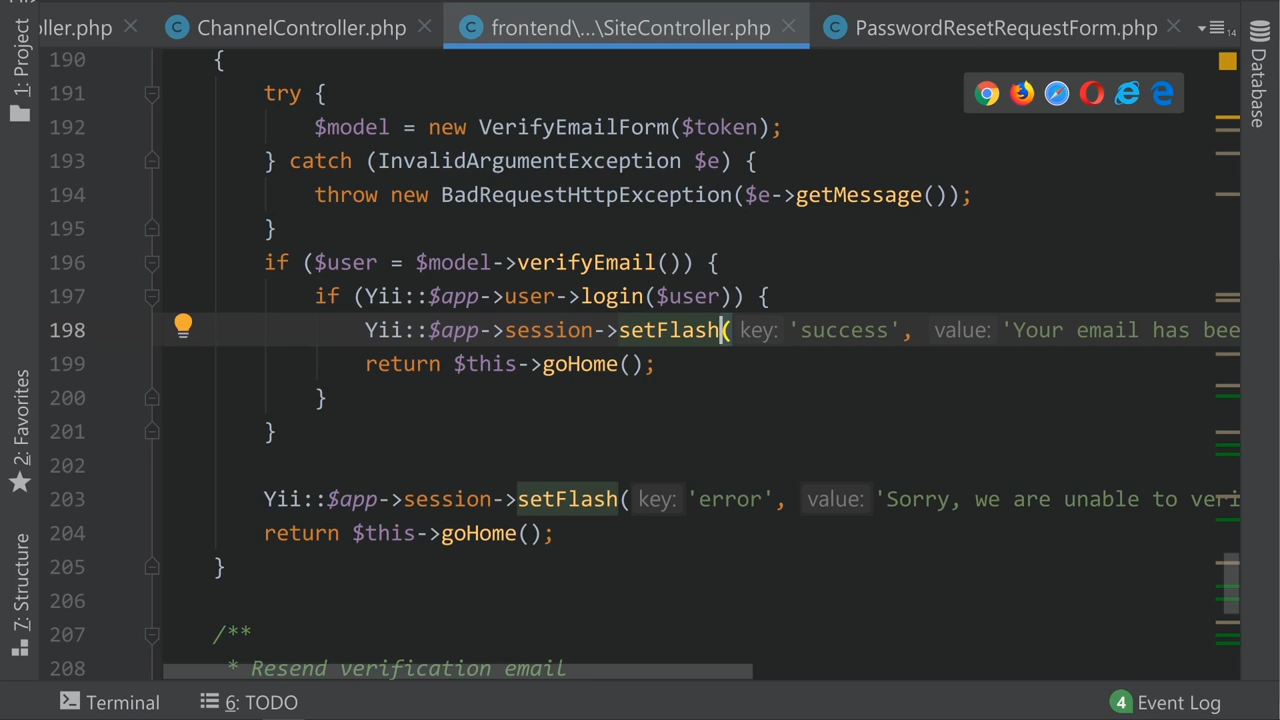 ller.php
ChannelController.php
frontend\...\SiteController.php
PasswordResetRequestForm.php
14
1: Project
2: Favorites
7: Structure
Database
190 {
191 try {
192 $model = new VerifyEmailForm($token);
193 } catch (InvalidArgumentException $e) {
194 throw new BadRequestHttpException($e->getMessage());
195 }
196 if ($user = $model->verifyEmail()) {
197 if (Yii::$app->user->login($user)) {
198 Yii::$app->session->setFlash( key: 'success', value: 'Your email has bee
199 return $this->goHome();
200 }
201 }
202
203 Yii::$app->session->setFlash( key: 'error', value: 'Sorry, we are unable to veri
204 return $this->goHome();
205 }
206
207 /**
208 * Resend verification email
Terminal
6: TODO
4 Event Log